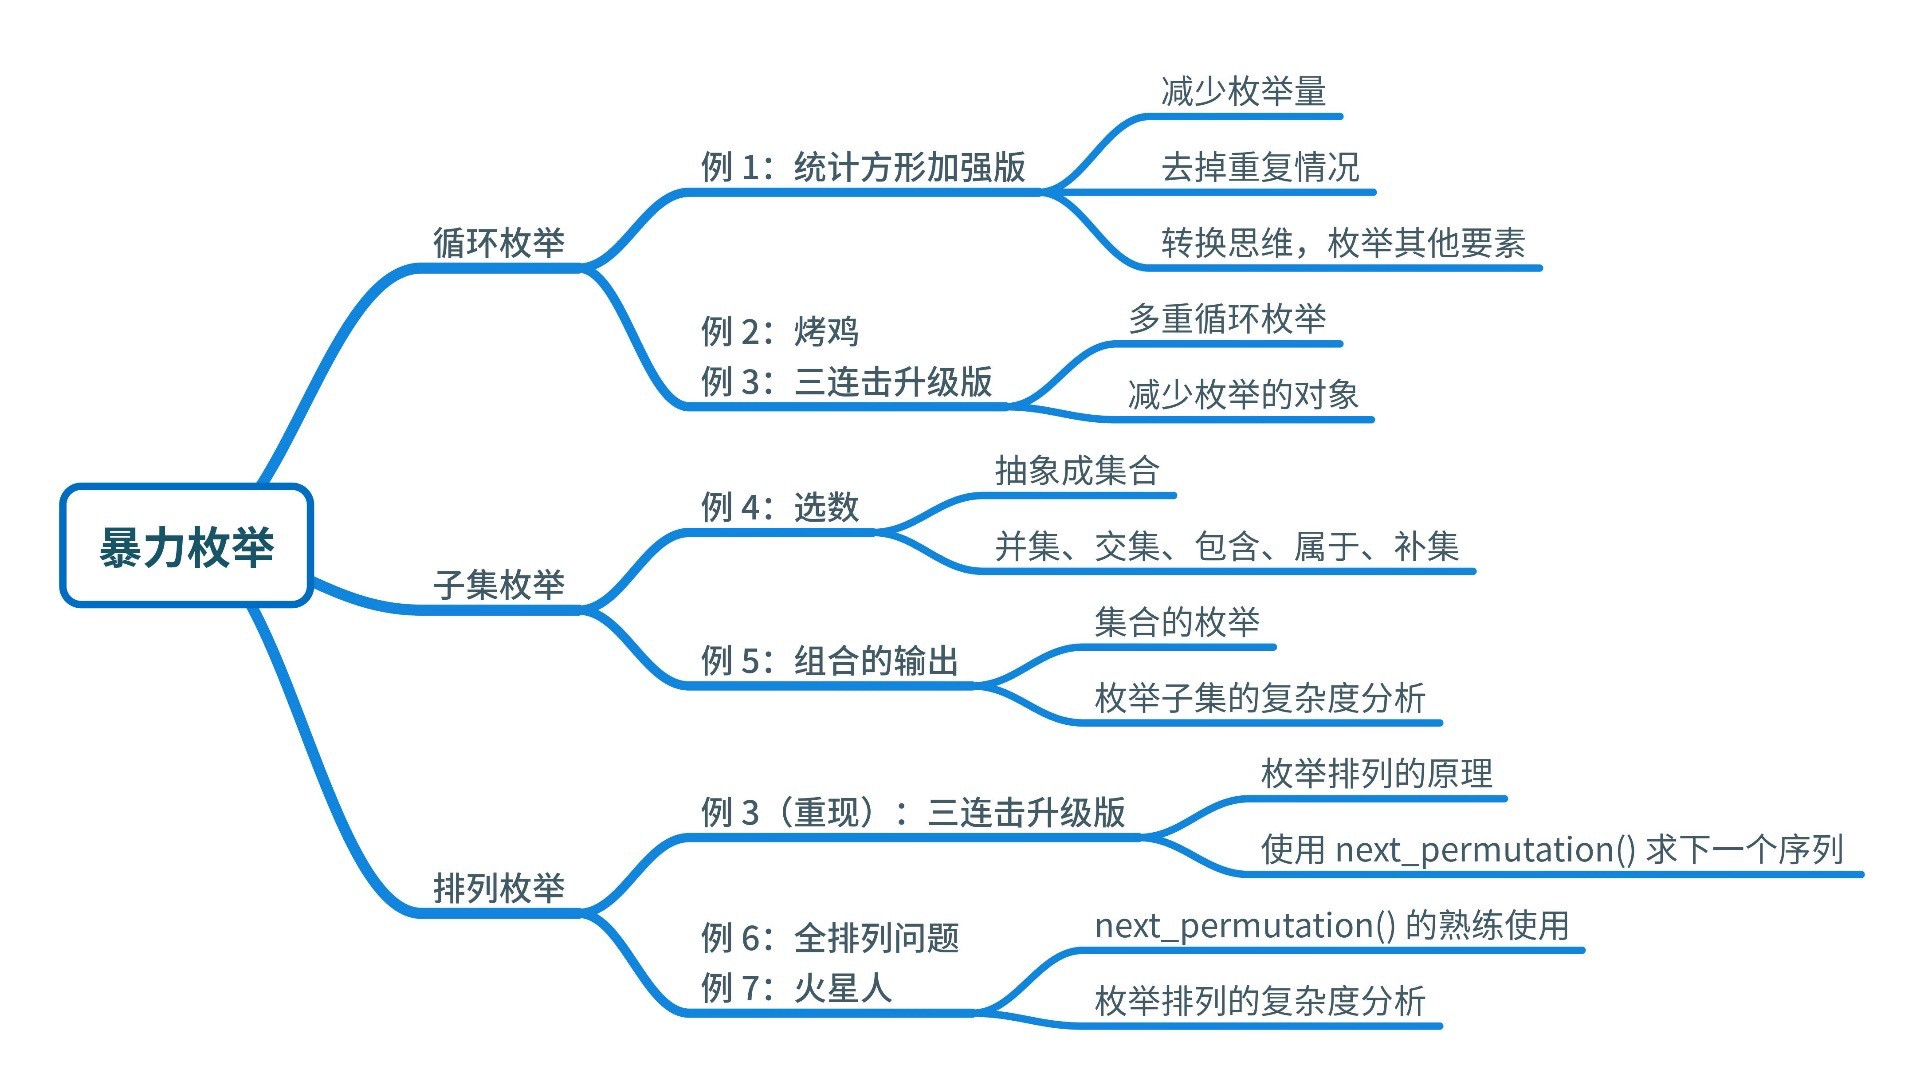 暴力枚举
循环枚举
例 1：统计方形加强版
减少枚举量
去掉重复情况
转换思维，枚举其他要素
例 2：烤鸡
例 3：三连击升级版
多重循环枚举
减少枚举的对象
子集枚举
例 4：选数
抽象成集合
并集、交集、包含、属于、补集
例 5：组合的输出
集合的枚举
枚举子集的复杂度分析
排列枚举
例 3（重现）：三连击升级版
枚举排列的原理
使用 next_permutation() 求下一个序列
例 6：全排列问题
例 7：火星人
next_permutation() 的熟练使用
枚举排列的复杂度分析